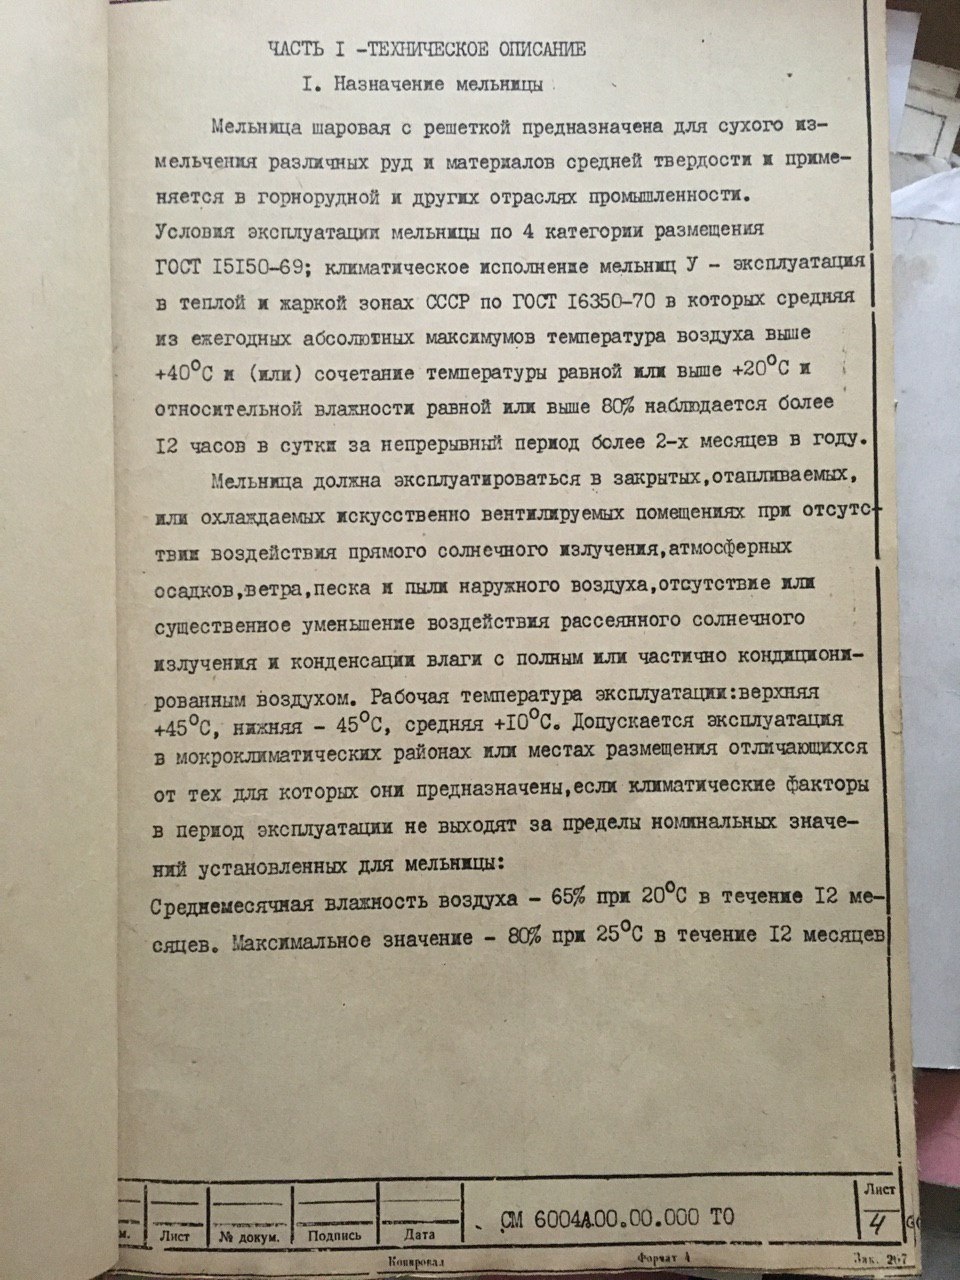 ЧАСТЬ I -ТЕХНИЧЕСКОЕ ОПИСАНИЕ
I. Назначение мельницы
Мельница шаровая с решеткой предназначена для сухого из-
мельчения различных руд и материалов средней твердости и приме-
няется в горнорудной и других отраслях промышленности.
Условия эксплуатации мельницы по 4 категории размещения
ГОСТ I5I50-69; климатическое исполнение мельниц У - эксплуатация
в теплой и жаркой зонах СССР по ГОСТ I6350-70 в которых средняя
из ежегодных абсолютных максимумов температура воздуха выше
+40°С и (или) сочетание температуры равной или выше +20°С и
относительной влажности равной или выше 80% наблюдается более
I2 часов в сутки за непрерывный период более 2-х месяцев в году.
Мельница должна эксплуатироваться в закрытых,отапливаемых,
или охлаждаемых искусственно вентилируемых помещениях при отсутс-
твии воздействия прямого солнечного излучения,атмосферных
осадков,ветра,песка и пыли наружного воздуха,отсутствие или
существенное уменьшение воздействия рассеянного солнечного
излучения и конденсации влаги с полным или частично кондициони-
рованным воздухом. Рабочая температура эксплуатации:верхняя
+45°С, нижняя - 45°С, средняя +I0°С. Допускается эксплуатация
в мокроклиматических районах или местах размещения отличающихся
от тех для которых они предназначены,если климатические факторы
в период эксплуатации не выходят за пределы номинальных значе-
ний установленных для мельницы:
Среднемесячная влажность воздуха - 65% при 20°С в течение I2 ме-
сяцев. Максимальное значение - 80% при 25°С в течение I2 месяцев
Лист
№ докум.
Подпись
Дата
СМ 6004А00.00.000 ТО
Лист
4
Копировал
Формат 4
Зак. 267